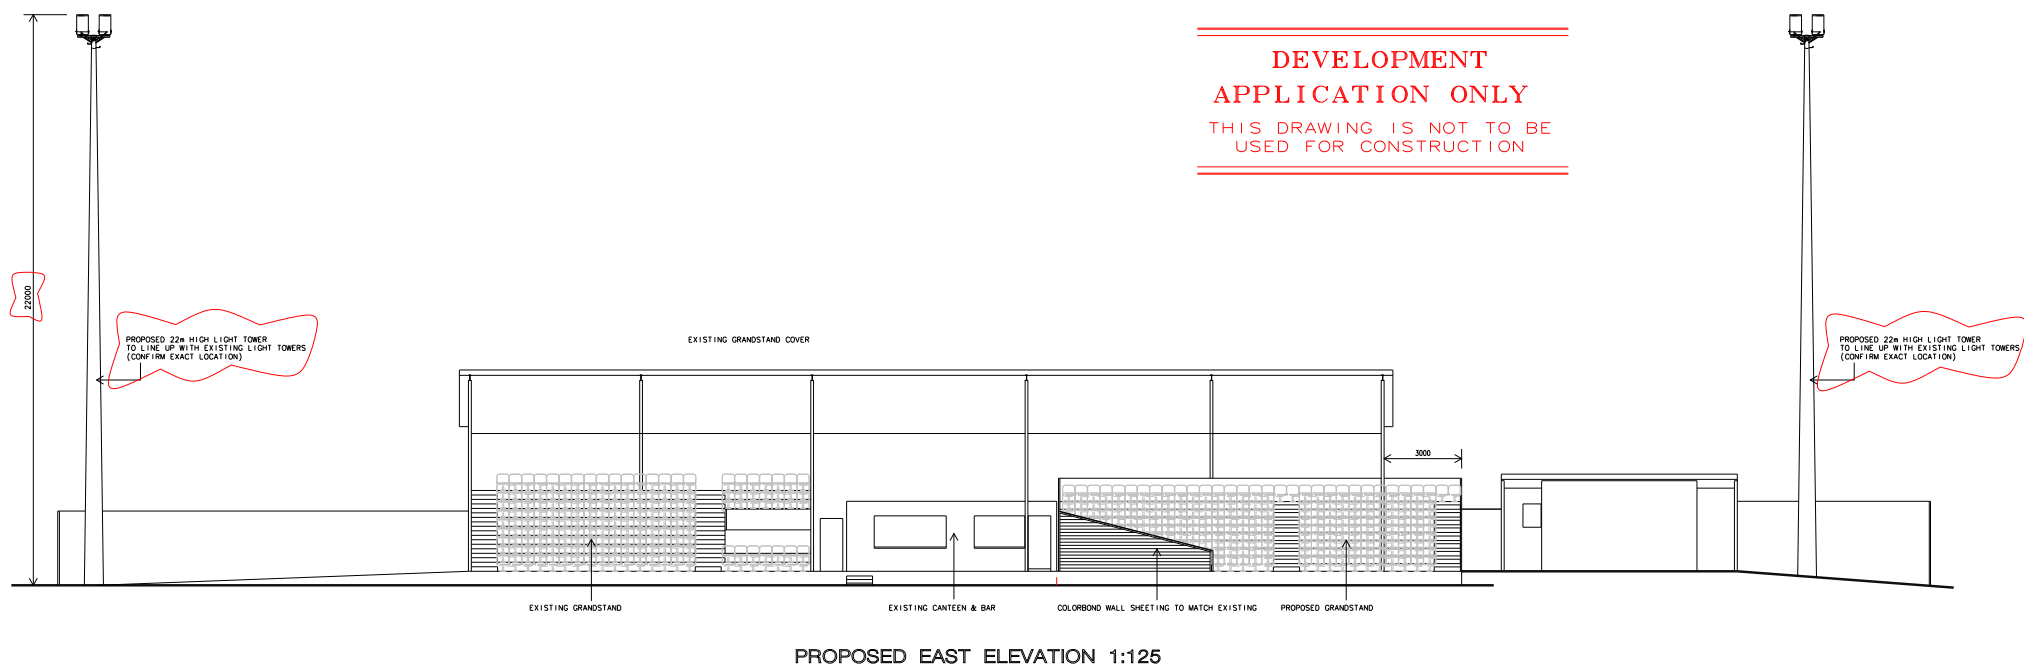 DEVELOPMENT
APPLICATION ONLY
THIS DRAWING IS NOT TO BE
USED FOR CONSTRUCTION
22000
PROPOSED 22m HIGH LIGHT TOWER
TO LINE UP WITH EXISTING LIGHT TOWERS
(CONFIRM EXACT LOCATION)
EXISTING GRANDSTAND COVER
PROPOSED 22m HIGH LIGHT TOWER
TO LINE UP WITH EXISTING LIGHT TOWERS
(CONFIRM EXACT LOCATION)
3000
EXISTING GRANDSTAND
EXISTING CANTEEN & BAR
COLORBOND WALL SHEETING TO MATCH EXISTING
PROPOSED GRANDSTAND
PROPOSED EAST ELEVATION 1:125